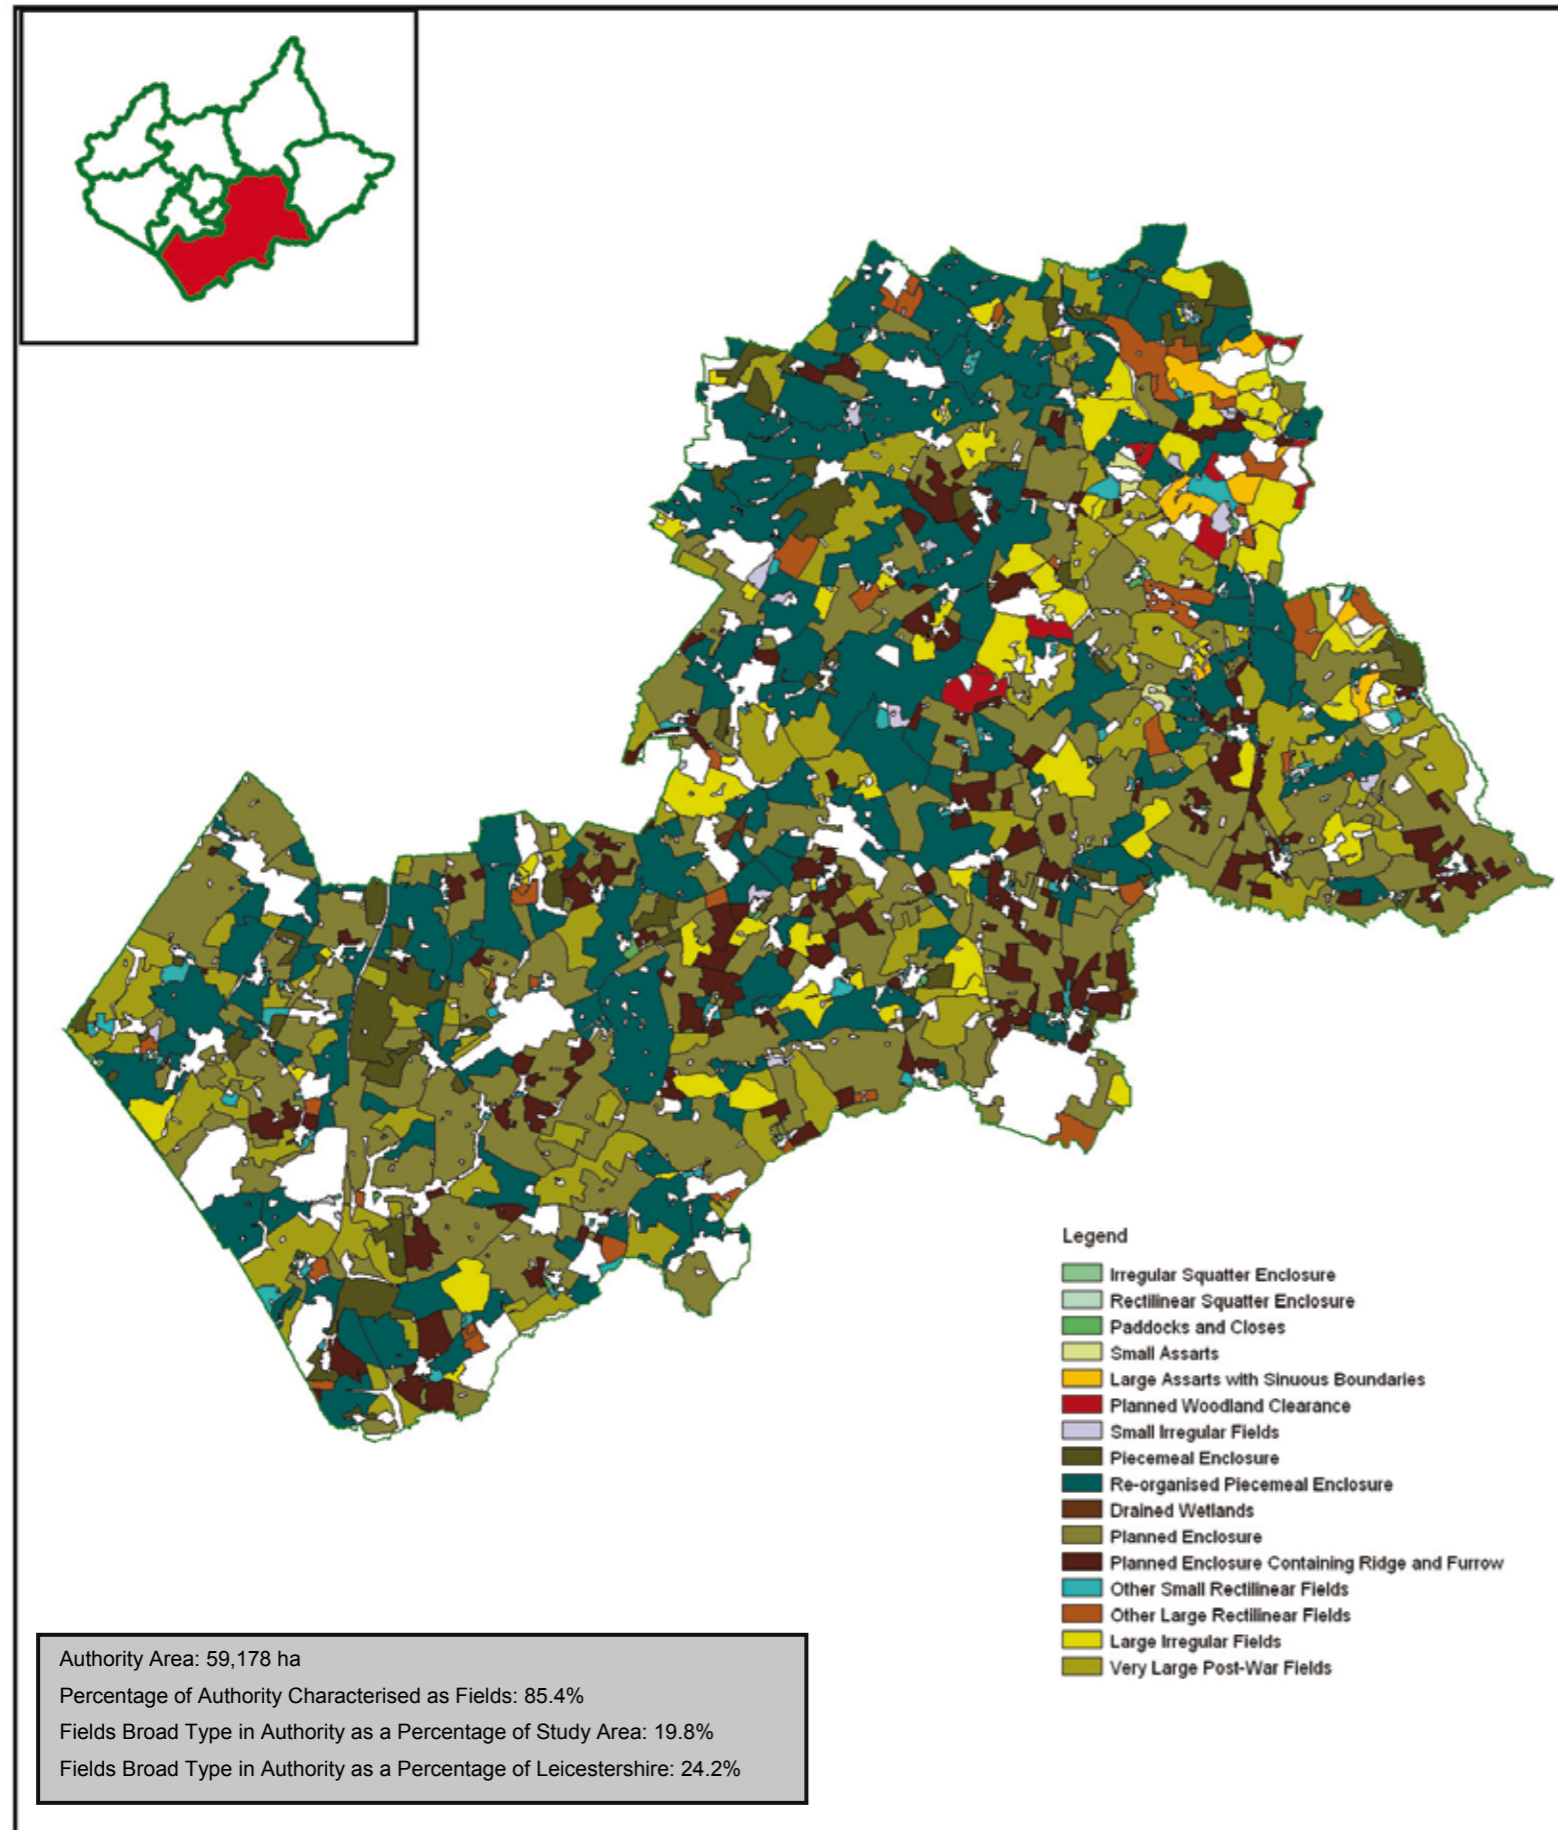 Legend
Irregular Squatter Enclosure
Rectilinear Squatter Enclosure
Paddocks and Closes
Small Assarts
Large Assarts with Sinuous Boundaries
Planned Woodland Clearance
Small Irregular Fields
Piecemeal Enclosure
Re-organised Piecemeal Enclosure
Drained Wetlands
Planned Enclosure
Planned Enclosure Containing Ridge and Furrow
Other Small Rectilinear Fields
Other Large Rectilinear Fields
Large Irregular Fields
Very Large Post-War Fields
Authority Area: 59,178 ha
Percentage of Authority Characterised as Fields: 85.4%
Fields Broad Type in Authority as a Percentage of Study Area: 19.8%
Fields Broad Type in Authority as a Percentage of Leicestershire: 24.2%